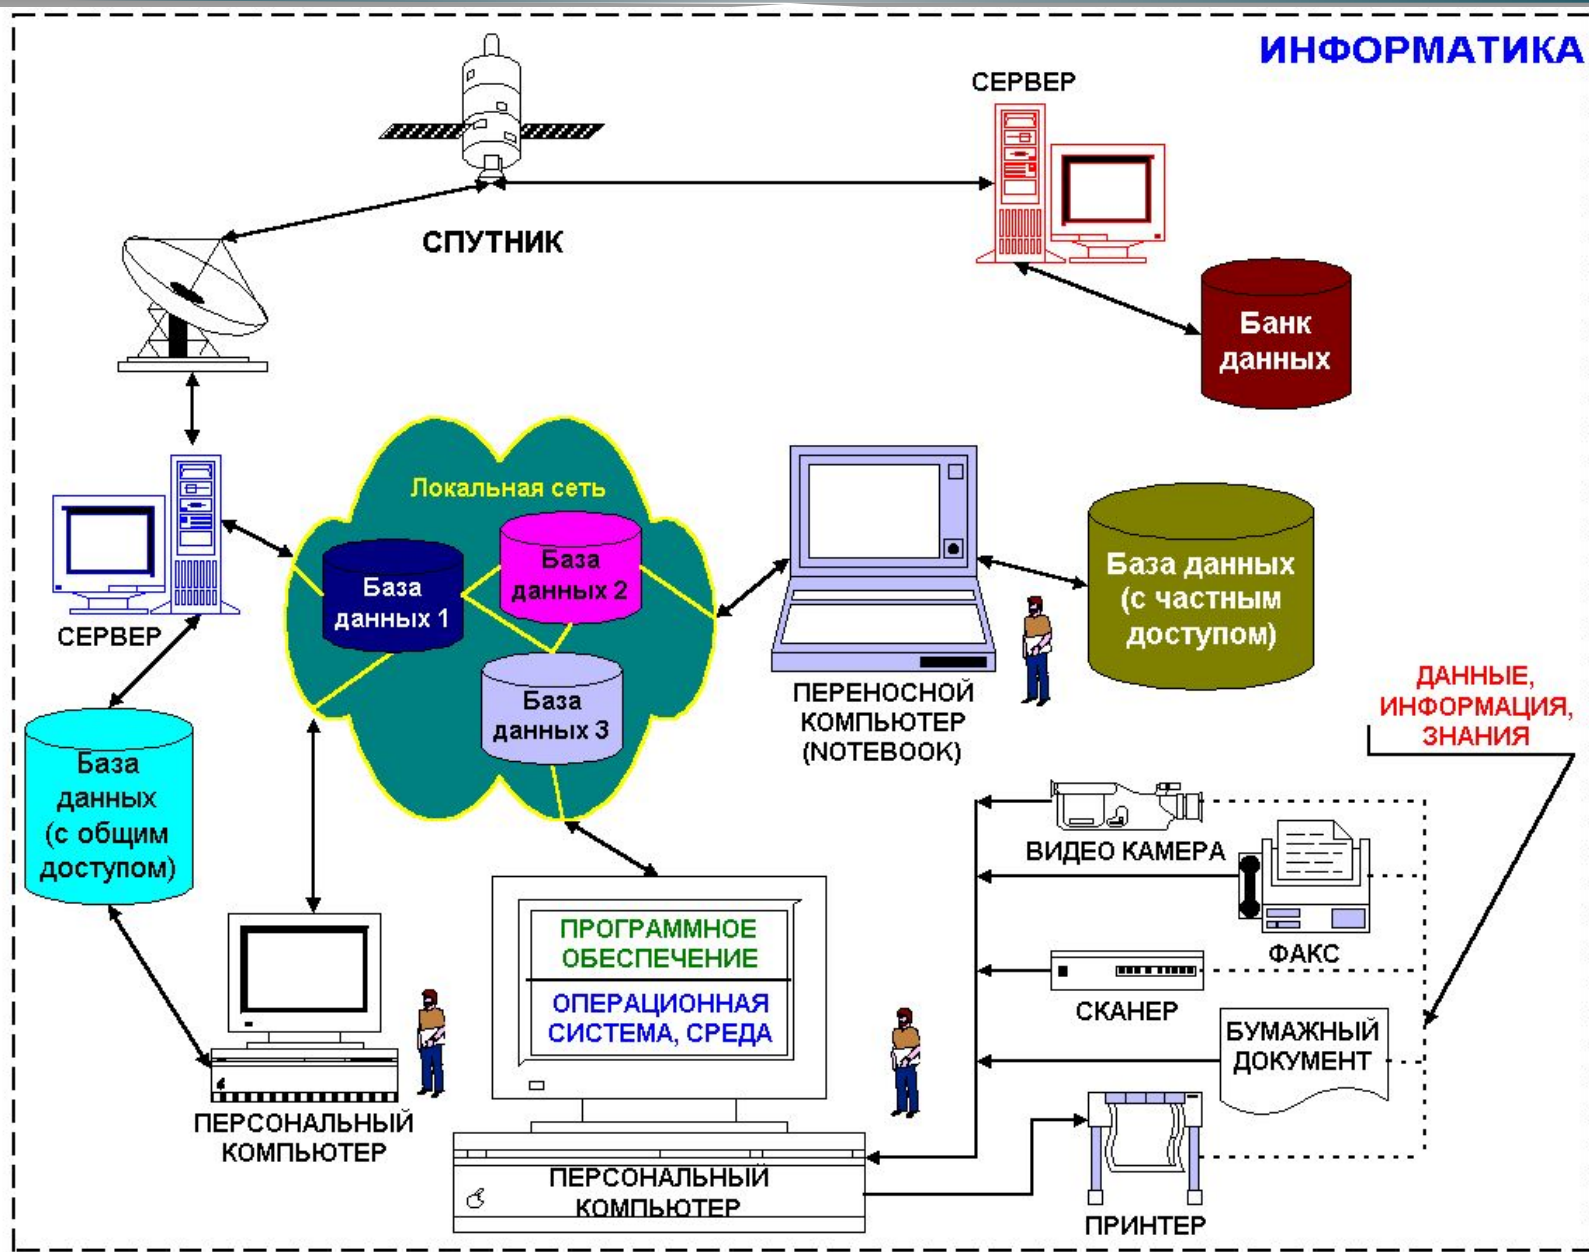 ИНФОРМАТИКА
СЕРВЕР
СПУТНИК
Банк
данных
Локальная сеть
База
данных 1
База
данных 2
База
данных 3
СЕРВЕР
База данных
(с частным
доступом)
ПЕРЕНОСНОЙ
КОМПЬЮТЕР
(NOTEBOOK)
ДАННЫЕ,
ИНФОРМАЦИЯ,
ЗНАНИЯ
База
данных
(с общим
доступом)
ВИДЕО КАМЕРА
ФАКС
СКАНЕР
БУМАЖНЫЙ
ДОКУМЕНТ
ПРОГРАММНОЕ
ОБЕСПЕЧЕНИЕ
ОПЕРАЦИОННАЯ
СИСТЕМА, СРЕДА
ПЕРСОНАЛЬНЫЙ
КОМПЬЮТЕР
ПЕРСОНАЛЬНЫЙ
КОМПЬЮТЕР
ПРИНТЕР